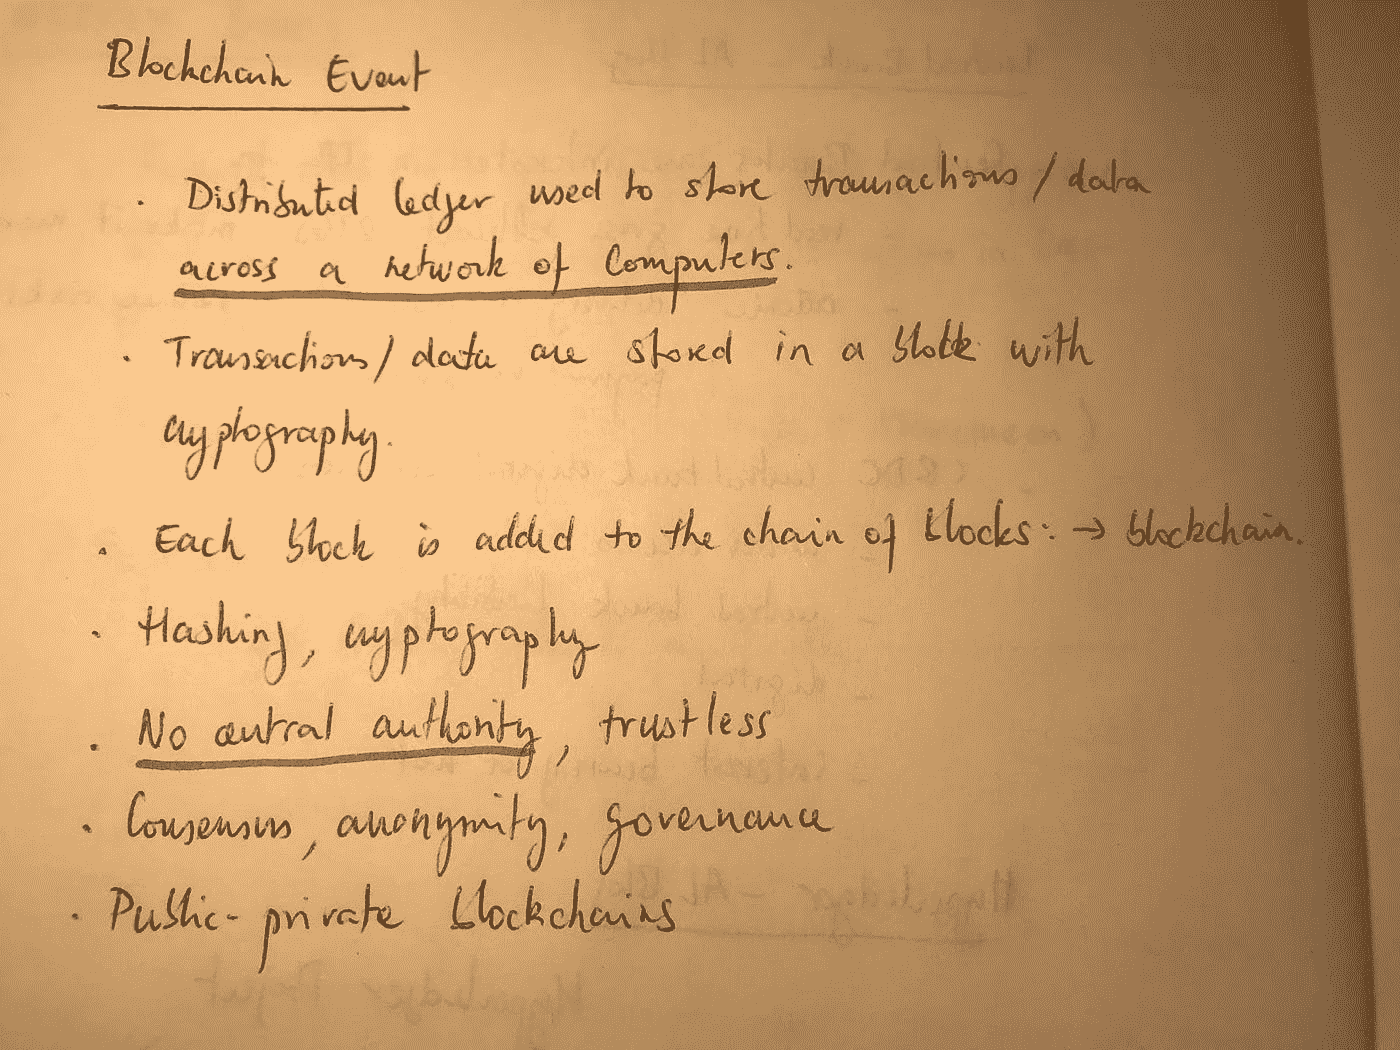 Blockchain Event
. Distributed ledger used to store transactions/data
across a network of Computers.
. Transactions/data are stored in a block with
cryptography.
. Each block is added to the chain of blocks: → blockchain.
. Hashing, cryptography
. No central authority, trustless
. Consensus, anonymity, governance
. Public-private blockchains